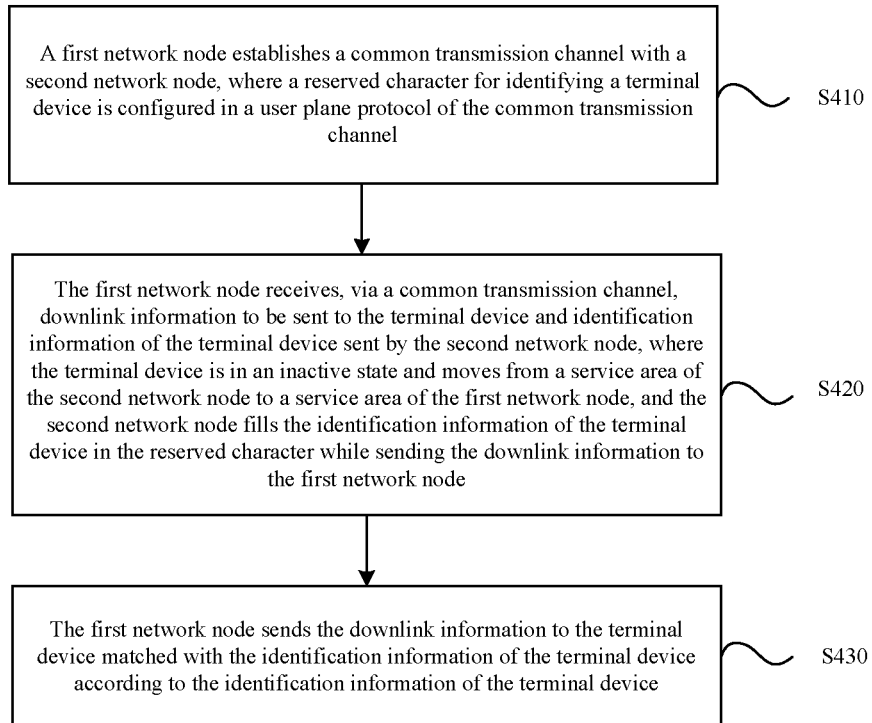 A first network node establishes a common transmission channel with a
second network node, where a reserved character for identifying a terminal
device is configured in a user plane protocol of the common transmission
channel
S410
The first network node receives, via a common transmission channel,
downlink information to be sent to the terminal device and identification
information of the terminal device sent by the second network node, where
the terminal device is in an inactive state and moves from a service area of
the second network node to a service area of the first network node, and the
second network node fills the identification information of the terminal
device in the reserved character while sending the downlink information to
the first network node
S420
The first network node sends the downlink information to the terminal
device matched with the identification information of the terminal device
according to the identification information of the terminal device
S430